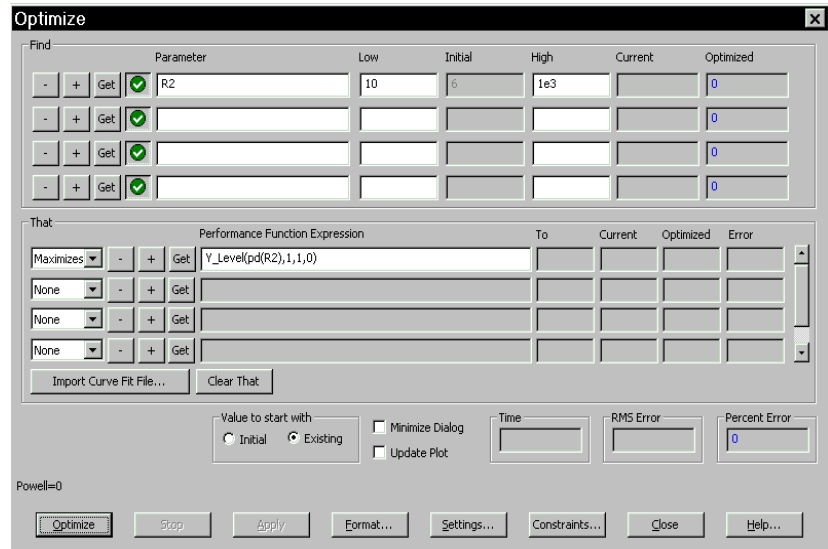 Optimize
Find
Parameter Low Initial High Current Optimized
- + Get R2 10 6 1e3 0
- + Get 0
- + Get 0
- + Get 0
That
Performance Function Expression To Current Optimized Error
Maximizes - + Get Y_Level(pd(R2),1,1,0)
None - + Get
None - + Get
None - + Get
Import Curve Fit File... Clear That
Value to start with Minimize Dialog Time RMS Error Percent Error
Initial Existing Update Plot 0
Powell=0
Optimize Stop Apply Format... Settings... Constraints... Close Help...